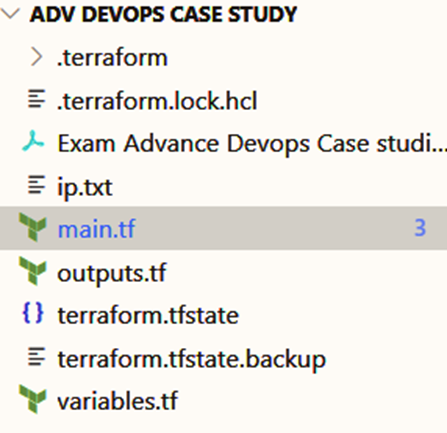 ADV DEVOPS CASE STUDY
.terraform
.terraform.lock.hcl
Exam Advance Devops Case studi...
ip.txt
main.tf 3
outputs.tf
{} terraform.tfstate
terraform.tfstate.backup
variables.tf